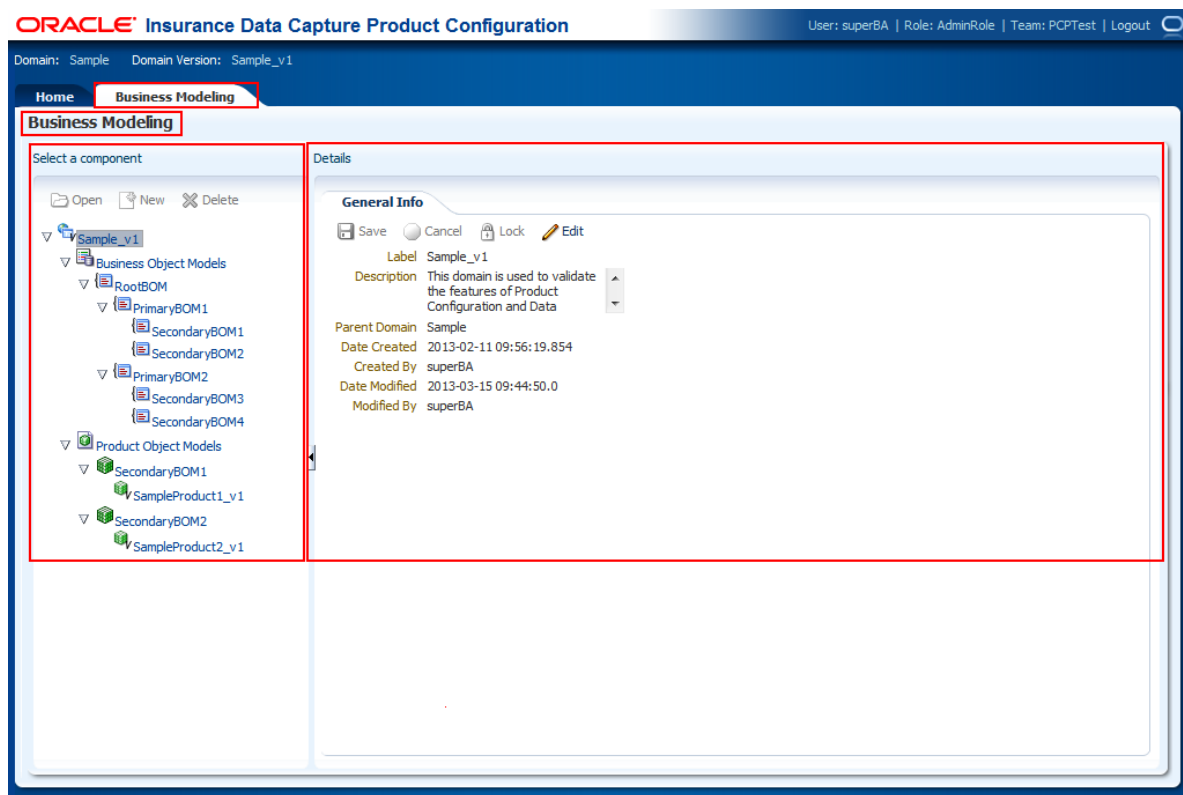 ORACLE Insurance Data Capture Product Configuration
User: superBA | Role: AdminRole | Team: PCPTest | Logout
Domain: Sample Domain Version: Sample_v1
Home Business Modeling
Business Modeling
Select a component
Open New Delete
Sample_v1
Business Object Models
RootBOM
PrimaryBOM1
SecondaryBOM1
SecondaryBOM2
PrimaryBOM2
SecondaryBOM3
SecondaryBOM4
Product Object Models
SecondaryBOM1
SampleProduct1_v1
SecondaryBOM2
SampleProduct2_v1
Details
General Info
Save Cancel Lock Edit
Label Sample_v1
Description This domain is used to validate
the features of Product
Configuration and Data
Parent Domain Sample
Date Created 2013-02-11 09:56:19.854
Created By superBA
Date Modified 2013-03-15 09:44:50.0
Modified By superBA